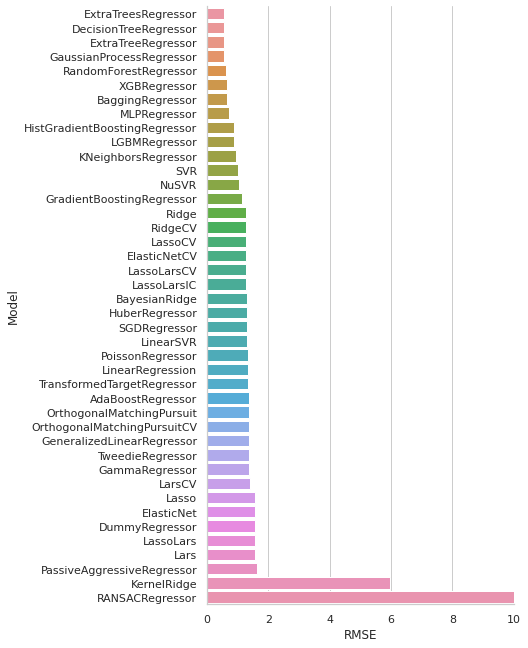 ExtraTreesRegressor
DecisionTreeRegressor
ExtraTreeRegressor
GaussianProcessRegressor
RandomForestRegressor
XGBRegressor
BaggingRegressor
MLPRegressor
HistGradientBoostingRegressor
LGBMRegressor
KNeighborsRegressor
SVR
NuSVR
GradientBoostingRegressor
Ridge
RidgeCV
LassoCV
ElasticNetCV
LassoLarsCV
LassoLarsIC
BayesianRidge
HuberRegressor
SGDRegressor
LinearSVR
PoissonRegressor
LinearRegression
TransformedTargetRegressor
AdaBoostRegressor
OrthogonalMatchingPursuit
OrthogonalMatchingPursuitCV
GeneralizedLinearRegressor
TweedieRegressor
GammaRegressor
LarsCV
Lasso
ElasticNet
DummyRegressor
LassoLars
Lars
PassiveAggressiveRegressor
KernelRidge
RANSACRegressor
Model
0 2 4 6 8 10
RMSE